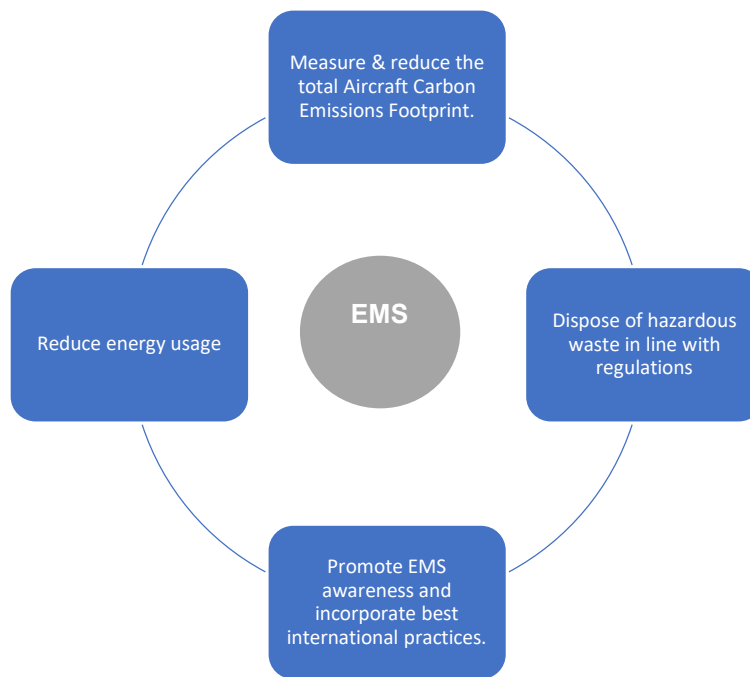 Measure & reduce the
total Aircraft Carbon
Emissions Footprint.
EMS
Reduce energy usage
Dispose of hazardous
waste in line with
regulations
Promote EMS
awareness and
incorporate best
international practices.